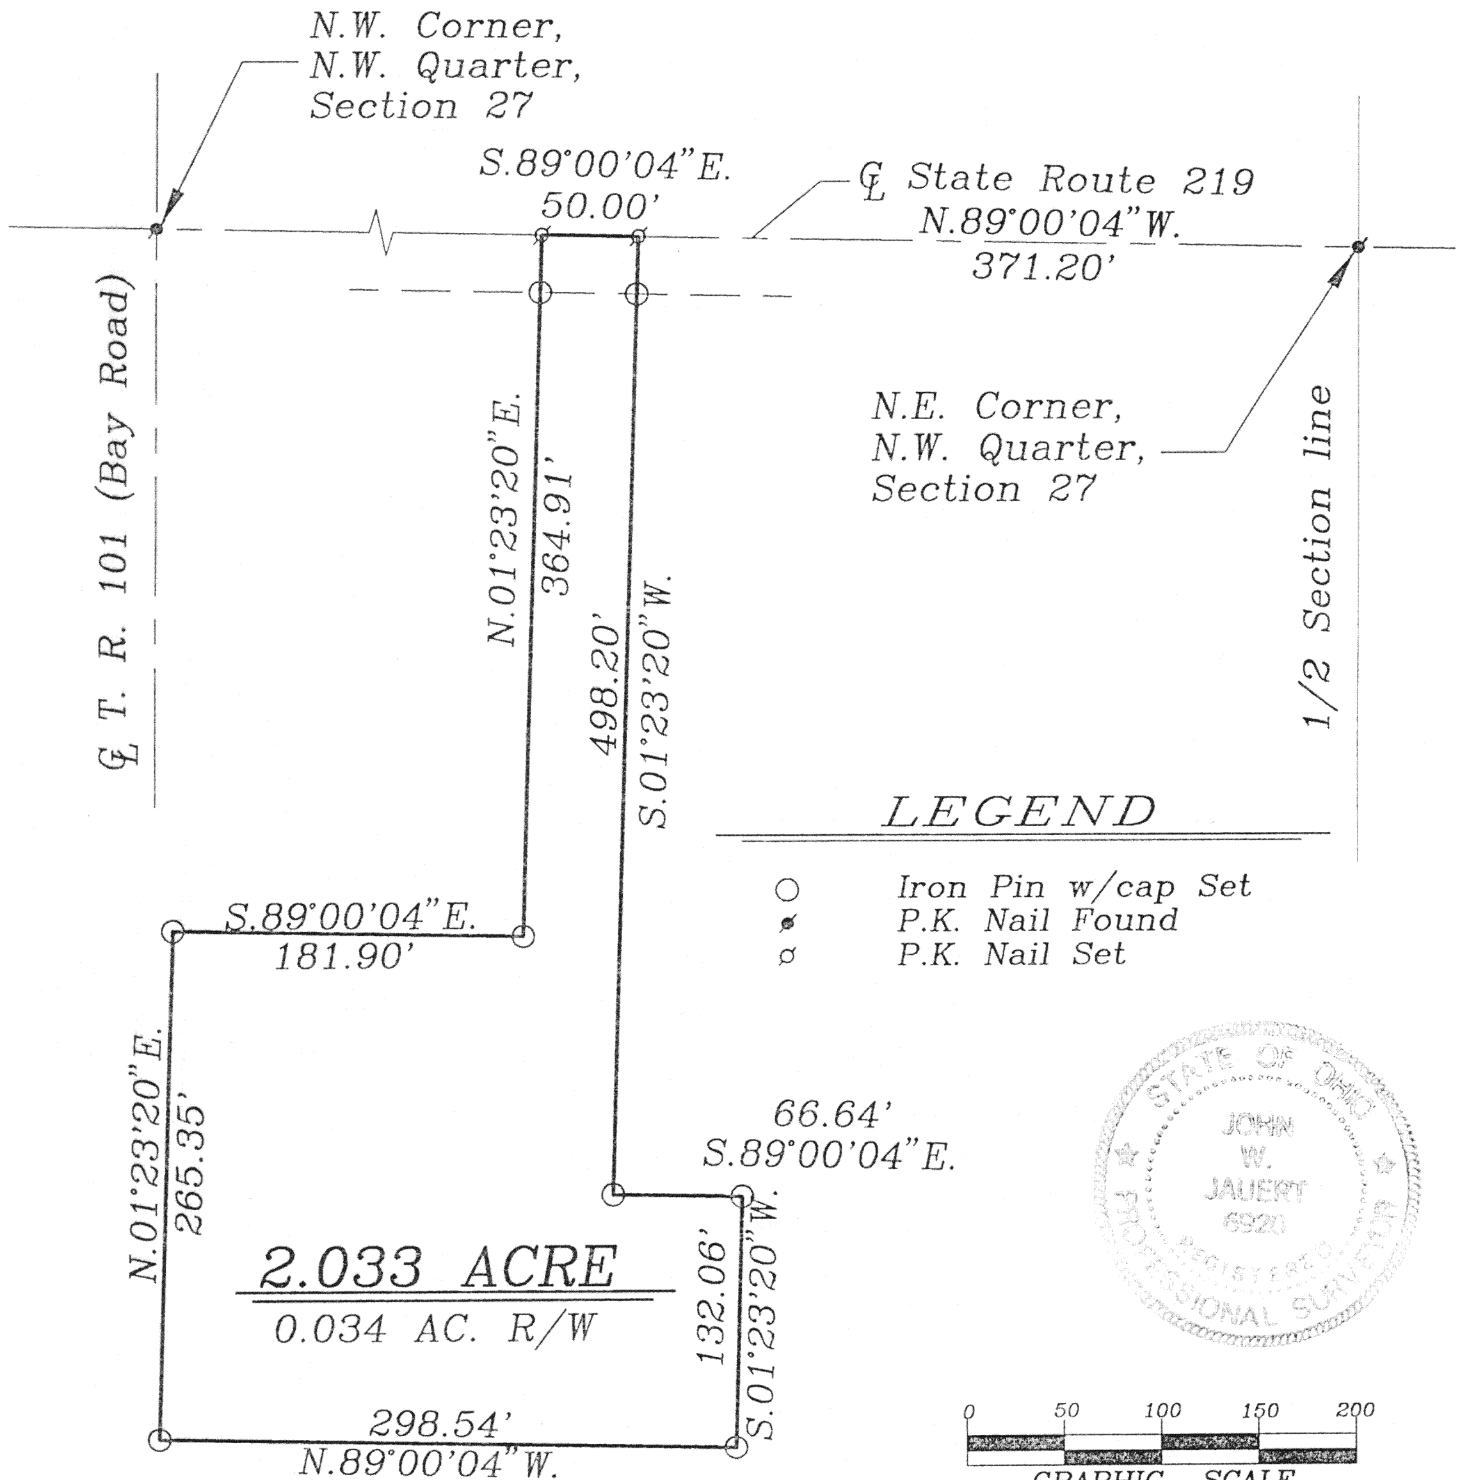 N.W. Corner,
N.W. Quarter,
Section 27
S.89°00'04"E.
50.00'
℄ State Route 219
N.89°00'04"W.
371.20'
℄ T. R. 101 (Bay Road)
N.E. Corner,
N.W. Quarter,
Section 27
1/2 Section line
N.01°23'20"E.
364.91'
498.20'
S.01°23'20"W.
LEGEND
Iron Pin w/cap Set
P.K. Nail Found
P.K. Nail Set
S.89°00'04"E.
181.90'
N.01°23'20"E.
265.35'
66.64'
S.89°00'04"E.
132.06'
S.01°23'20"W.
2.033 ACRE
0.034 AC. R/W
298.54'
N.89°00'04"W.
STATE OF OHIO
JOHN
W.
JAUERT
6920
REGISTERED
PROFESSIONAL SURVEYOR
0 50 100 150 200
GRAPHIC SCALE